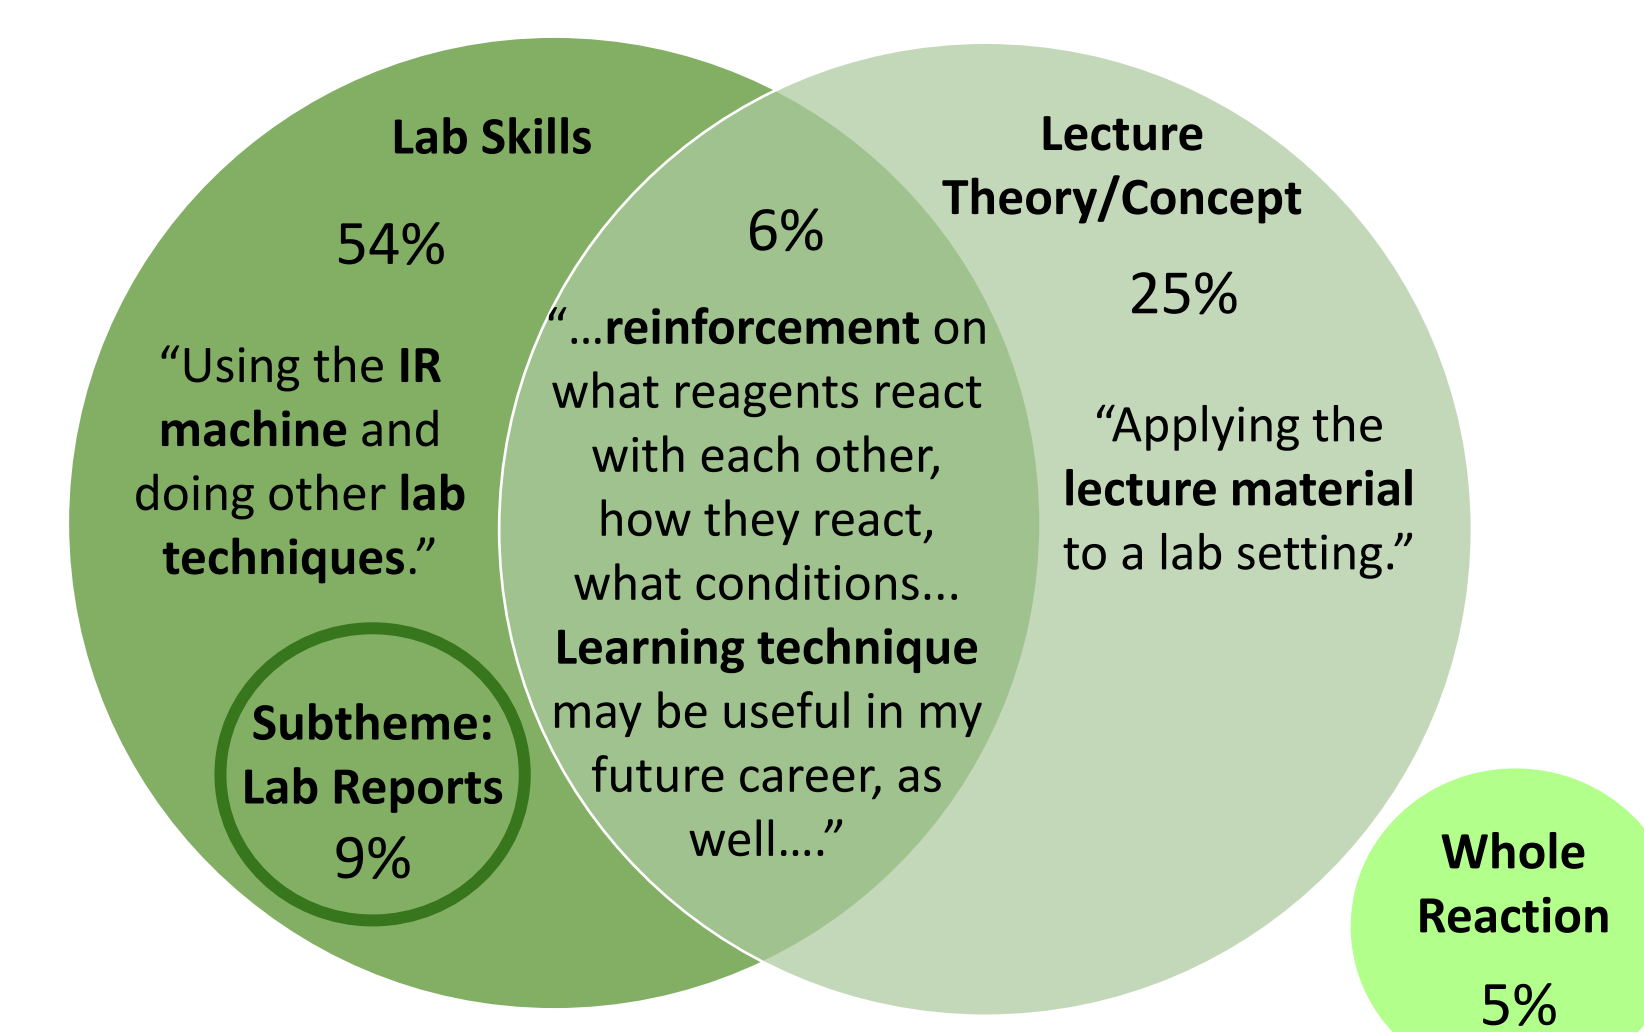 Lab Skills
54%
“Using the IR
machine and
doing other lab
techniques.”
Subtheme:
Lab Reports
9%
6%
“...reinforcement on
what reagents react
with each other,
how they react,
what conditions...
Learning technique
may be useful in my
future career, as
well....”
Lecture
Theory/Concept
25%
“Applying the
lecture material
to a lab setting.”
Whole
Reaction
5%